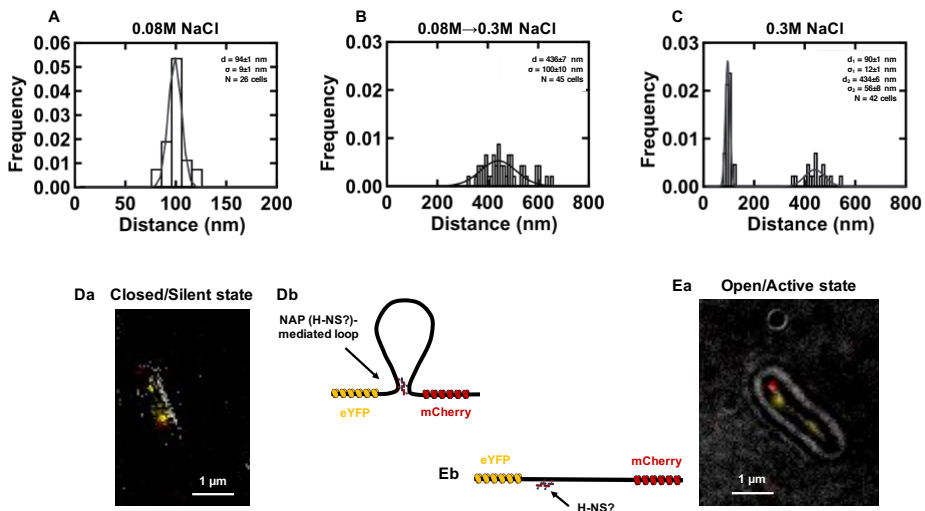 A
0.08M NaCl
Frequency
0.06
0.05
0.04
0.03
0.02
0.01
0.00
d = 94±1 nm
σ = 9±1 nm
N = 26 cells
0 50 100 150 200
Distance (nm)
B
0.08M→0.3M NaCl
Frequency
0.03
0.02
0.01
0.00
d = 436±7 nm
σ = 100±10 nm
N = 45 cells
0 200 400 600 800
Distance (nm)
C
0.3M NaCl
Frequency
0.03
0.02
0.01
0.00
d₁ = 90±1 nm
σ₁ = 12±1 nm
d₂ = 434±6 nm
σ₂ = 56±8 nm
N = 42 cells
0 200 400 600 800
Distance (nm)
Da
Closed/Silent state
1 µm
Db
NAP (H-NS?)-
mediated loop
eYFP
mCherry
Ea
Open/Active state
1 µm
Eb
eYFP
mCherry
H-NS?